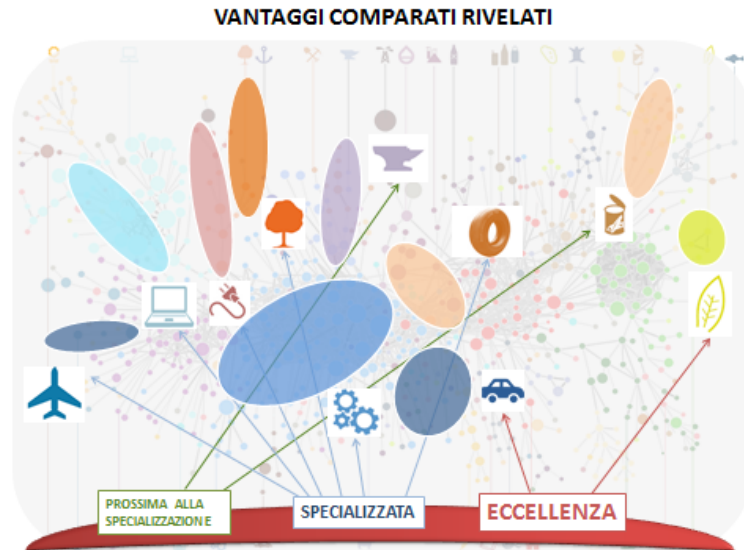 VANTAGGI COMPARATI RIVELATI
PROSSIMA ALLA
SPECIALIZZAZIONE
SPECIALIZZATA
ECCELLENZA